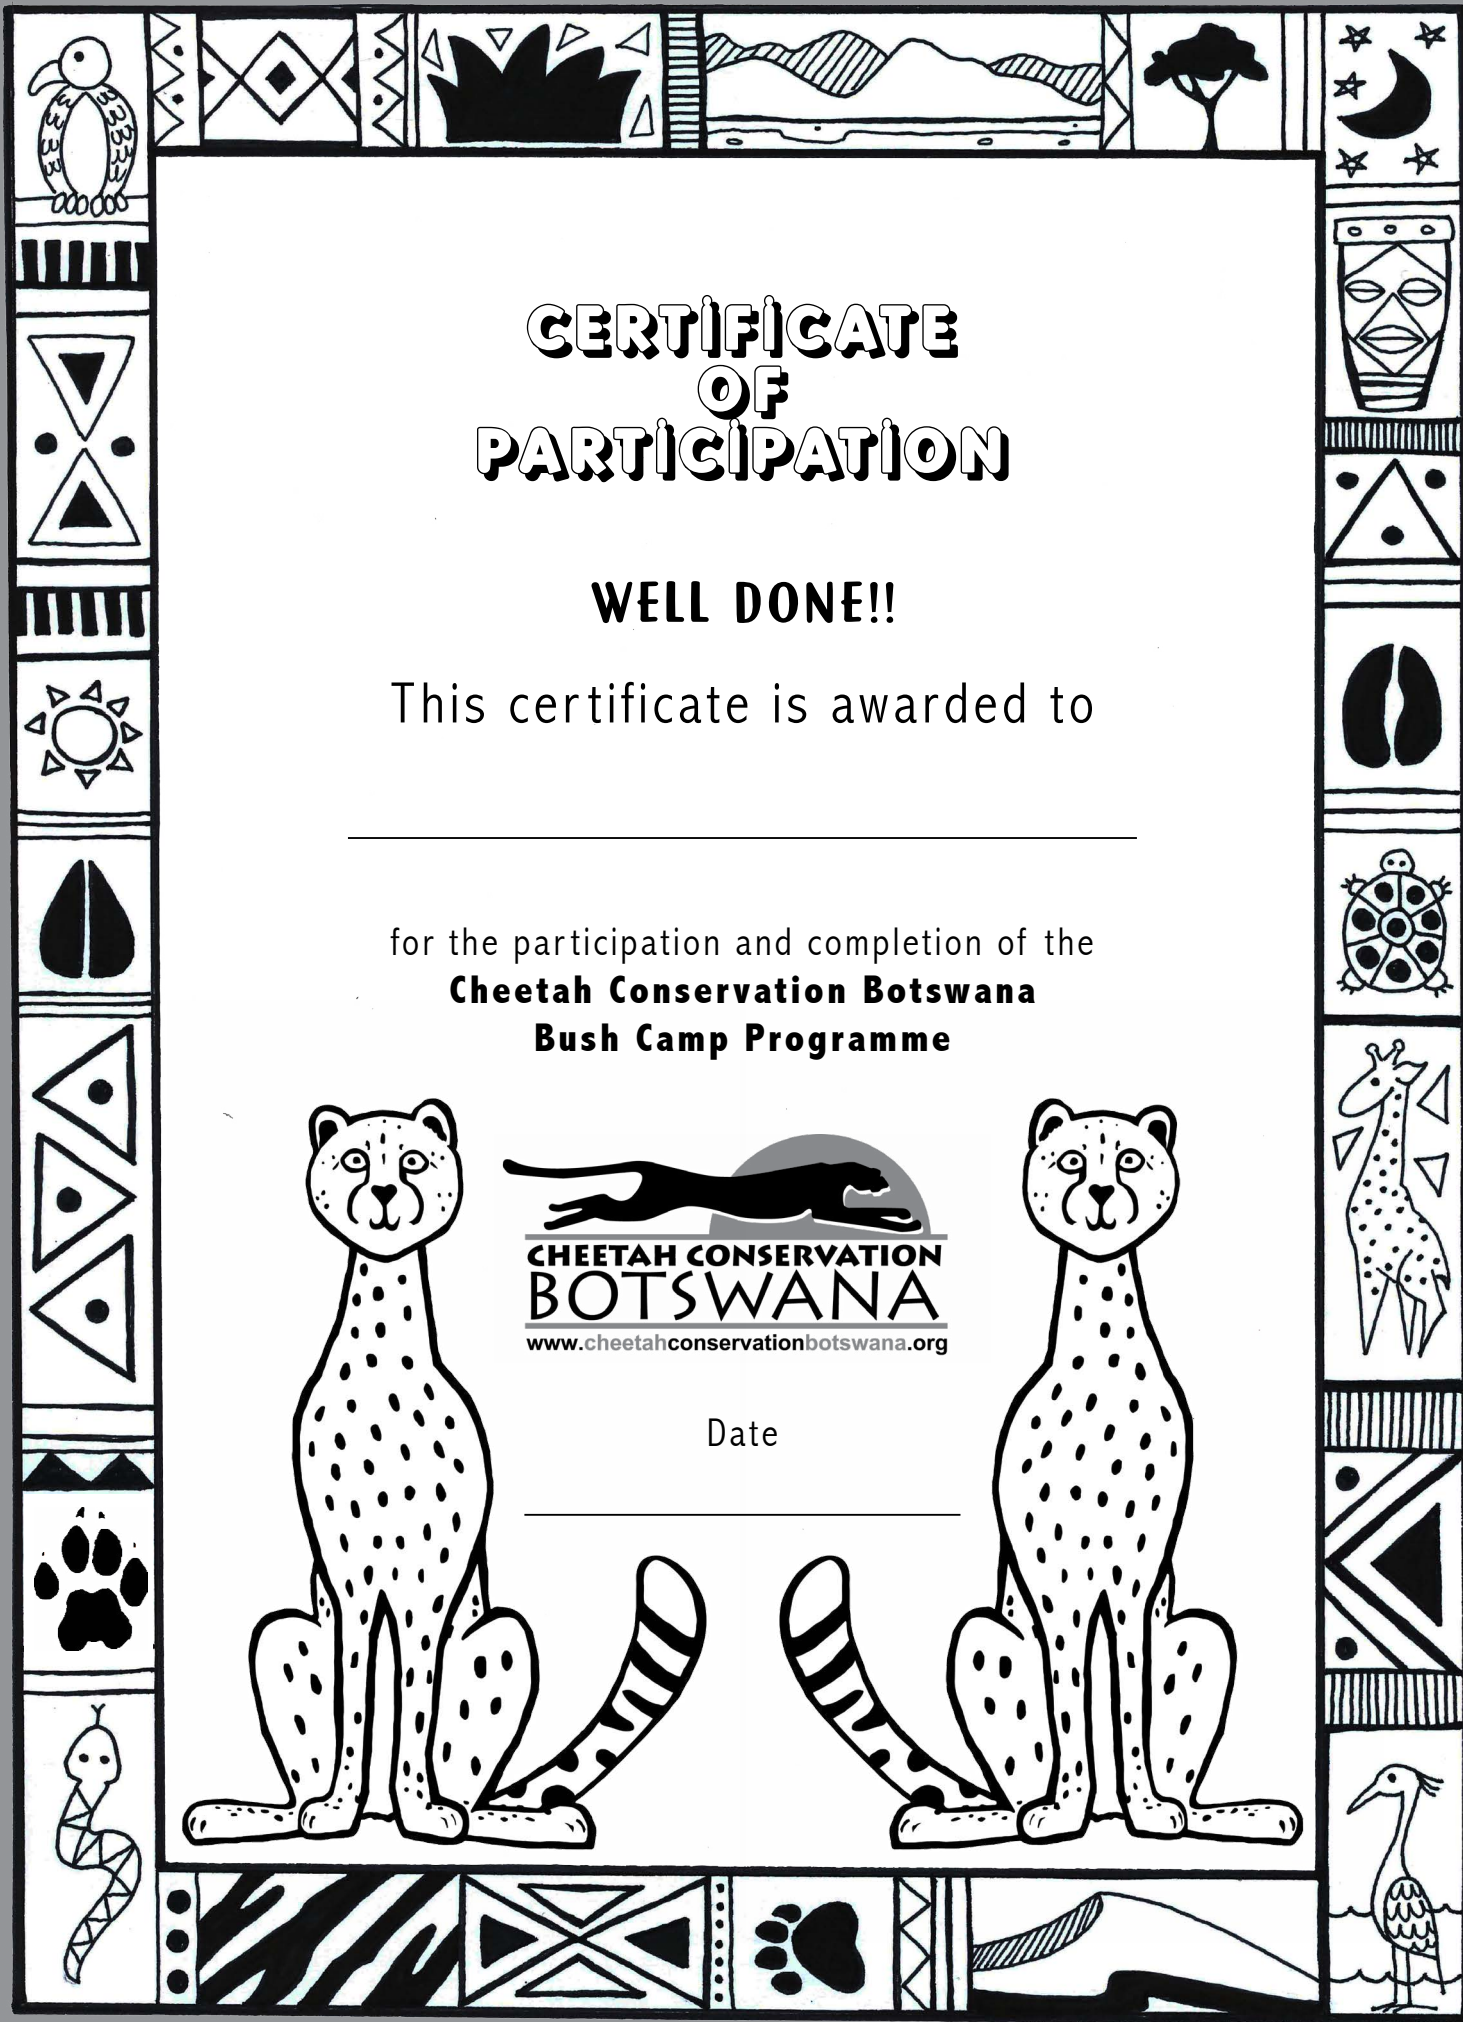 CERTIFICATE
OF
PARTICIPATION
WELL DONE!!
This certificate is awarded to
for the participation and completion of the
Cheetah Conservation Botswana
Bush Camp Programme
CHEETAH CONSERVATION
BOTSWANA
www.cheetahconservationbotswana.org
Date